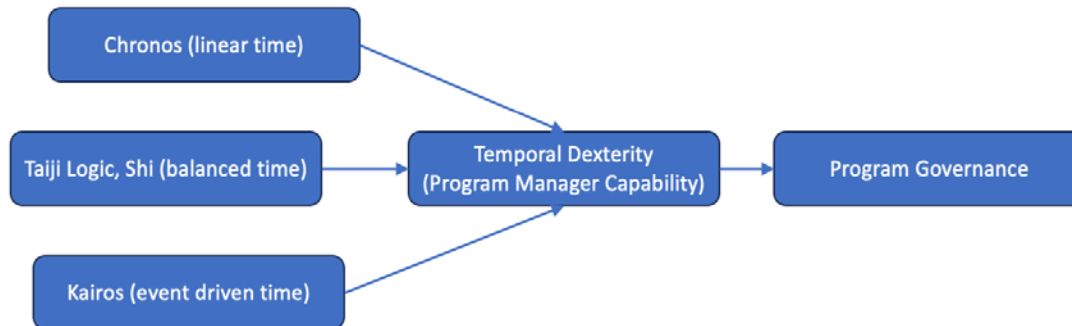 Chronos (linear time)
Taiji Logic, Shi (balanced time)
Temporal Dexterity
(Program Manager Capability)
Program Governance
Kairos (event driven time)